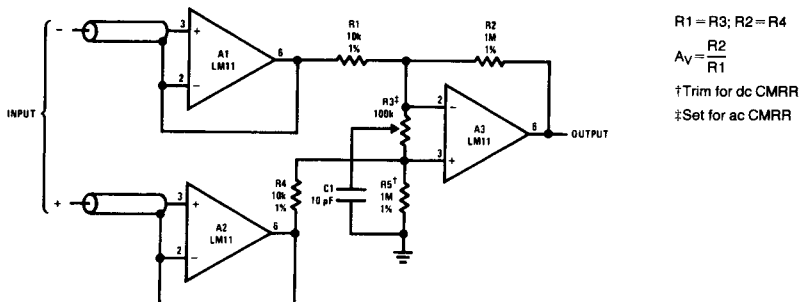 −
3
+
A1
LM11
2
−
6
R1
10k
1%
R2
1M
1%
R3‡
100k
2
−
A3
LM11
3
+
6
OUTPUT
INPUT
R4
10k
1%
C1
10 pF
R5†
1M
1%
+
3
+
A2
LM11
2
−
6
R1 = R3; R2 = R4
AV = R2
R1
†Trim for dc CMRR
‡Set for ac CMRR